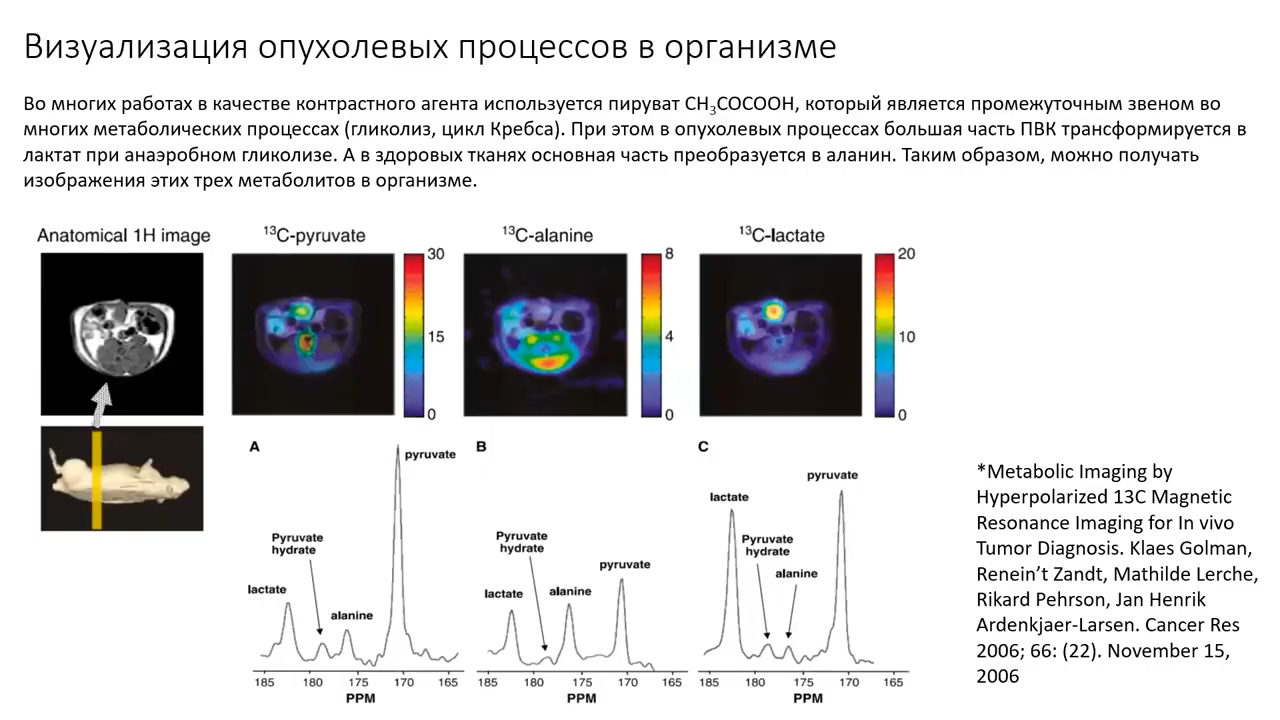 Визуализация опухолевых процессов в организме
Во многих работах в качестве контрастного агента используется пируват CH₃COCOOH, который является промежуточным звеном во
многих метаболических процессах (гликолиз, цикл Кребса). При этом в опухолевых процессах большая часть ПВК трансформируется в
лактат при анаэробном гликолизе. А в здоровых тканях основная часть преобразуется в аланин. Таким образом, можно получать
изображения этих трех метаболитов в организме.
Anatomical 1H image
¹³C-pyruvate
30
15
0
¹³C-alanine
8
4
0
¹³C-lactate
20
10
0
A
pyruvate
Pyruvate
hydrate
lactate
alanine
185 180 175 170 165
PPM
B
Pyruvate
hydrate
pyruvate
lactate
alanine
185 180 175 170 165
PPM
C
pyruvate
lactate
Pyruvate
hydrate
alanine
185 180 175 170 165
PPM
*Metabolic Imaging by
Hyperpolarized 13C Magnetic
Resonance Imaging for In vivo
Tumor Diagnosis. Klaes Golman,
Renein’t Zandt, Mathilde Lerche,
Rikard Pehrson, Jan Henrik
Ardenkjaer-Larsen. Cancer Res
2006; 66: (22). November 15,
2006